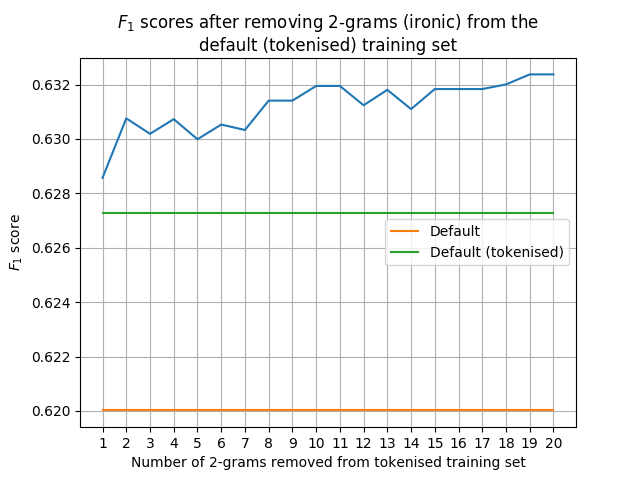 F₁ scores after removing 2-grams (ironic) from the
default (tokenised) training set
0.632
0.630
0.628
0.626
0.624
0.622
0.620
F₁ score
Default
Default (tokenised)
1 2 3 4 5 6 7 8 9 10 11 12 13 14 15 16 17 18 19 20
Number of 2-grams removed from tokenised training set